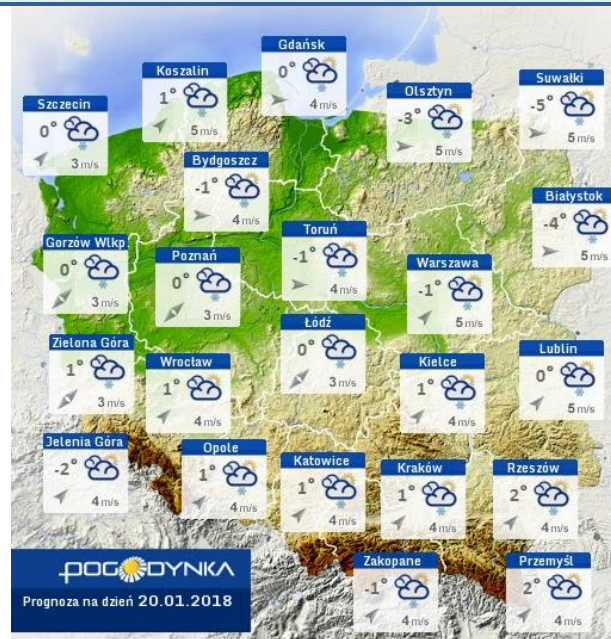 Gdańsk
0°
4 m/s
Koszalin
1°
5 m/s
Suwałki
-5°
5 m/s
Olsztyn
-3°
5 m/s
Szczecin
0°
3 m/s
Bydgoszcz
-1°
4 m/s
Białystok
-4°
5 m/s
Toruń
-1°
4 m/s
Gorzów Wlkp
0°
3 m/s
Poznań
0°
3 m/s
Warszawa
-1°
5 m/s
Łódź
0°
3 m/s
Zielona Góra
1°
3 m/s
Lublin
0°
5 m/s
Wrocław
1°
4 m/s
Kielce
1°
4 m/s
Jelenia Góra
-2°
4 m/s
Opole
1°
4 m/s
Katowice
1°
4 m/s
Kraków
1°
4 m/s
Rzeszów
2°
4 m/s
Zakopane
-1°
4 m/s
Przemyśl
2°
4 m/s
POGODYNKA
Prognoza na dzień 20.01.2018